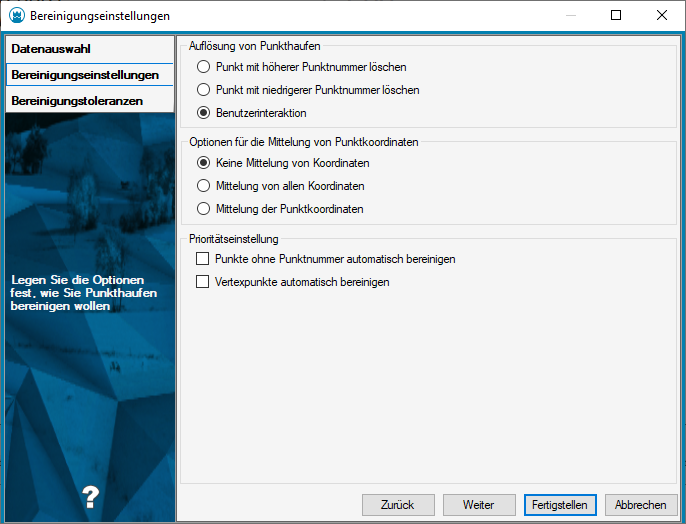 Bereinigungseinstellungen
Datenauswahl
Bereinigungseinstellungen
Bereinigungstoleranzen
Legen Sie die Optionen
fest, wie Sie Punkthaufen
bereinigen wollen
?
Auflösung von Punkthaufen
Punkt mit höherer Punktnummer löschen
Punkt mit niedrigerer Punktnummer löschen
Benutzerinteraktion
Optionen für die Mittelung von Punktkoordinaten
Keine Mittelung von Koordinaten
Mittelung von allen Koordinaten
Mittelung der Punktkoordinaten
Prioritätseinstellung
Punkte ohne Punktnummer automatisch bereinigen
Vertexpunkte automatisch bereinigen
Zurück Weiter Fertigstellen Abbrechen